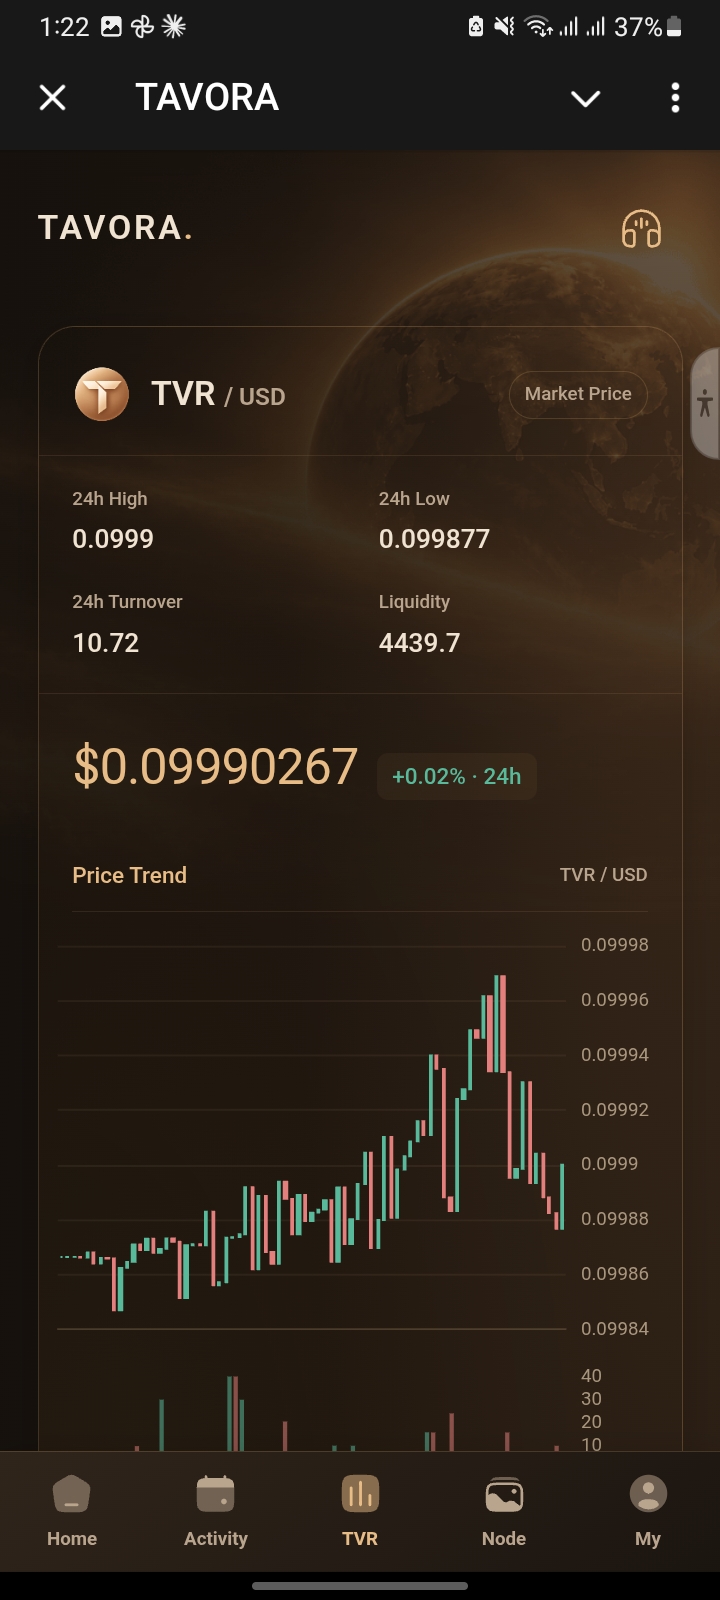 1:22
37%
TAVORA
TAVORA.
TVR / USD
Market Price
24h High
24h Low
0.0999
0.099877
24h Turnover
Liquidity
10.72
4439.7
$0.09990267
+0.02% · 24h
Price Trend
TVR / USD
0.09998
0.09996
0.09994
0.09992
0.0999
0.09988
0.09986
0.09984
40
30
20
10
Home
Activity
TVR
Node
My